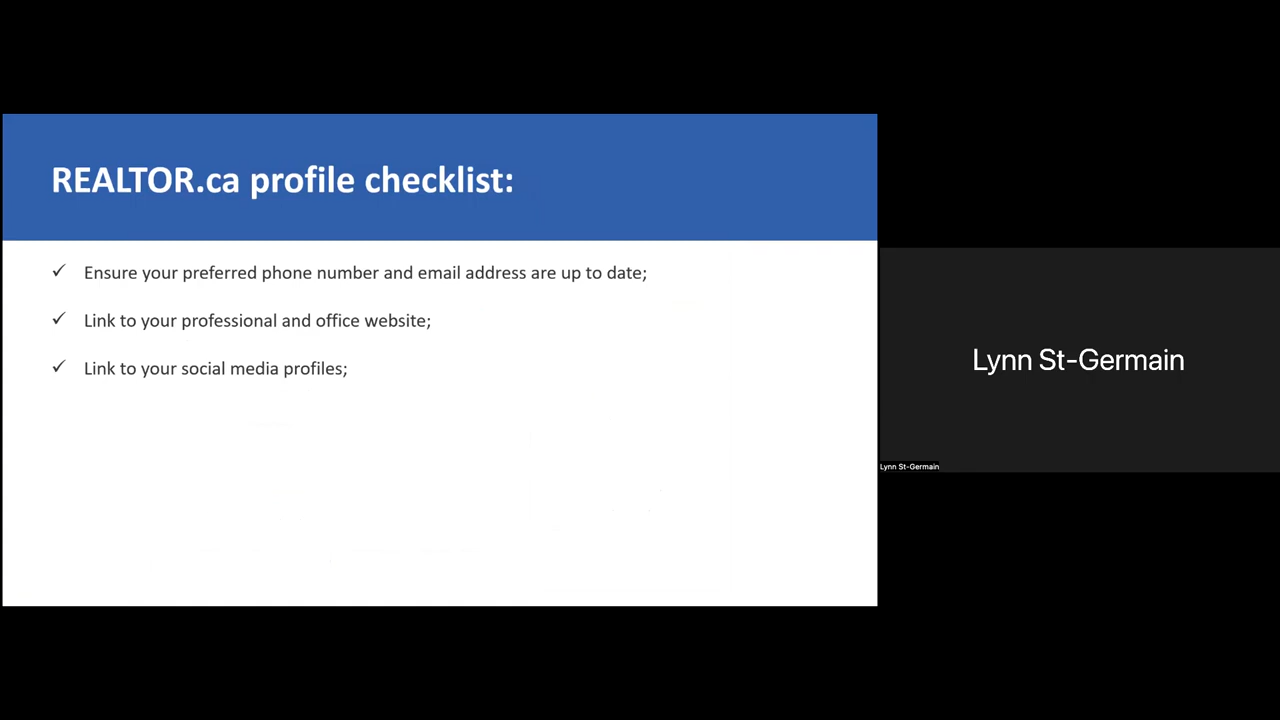 REALTOR.ca profile checklist:
✓ Ensure your preferred phone number and email address are up to date;
✓ Link to your professional and office website;
✓ Link to your social media profiles;
Lynn St-Germain
Lynn St-Germain